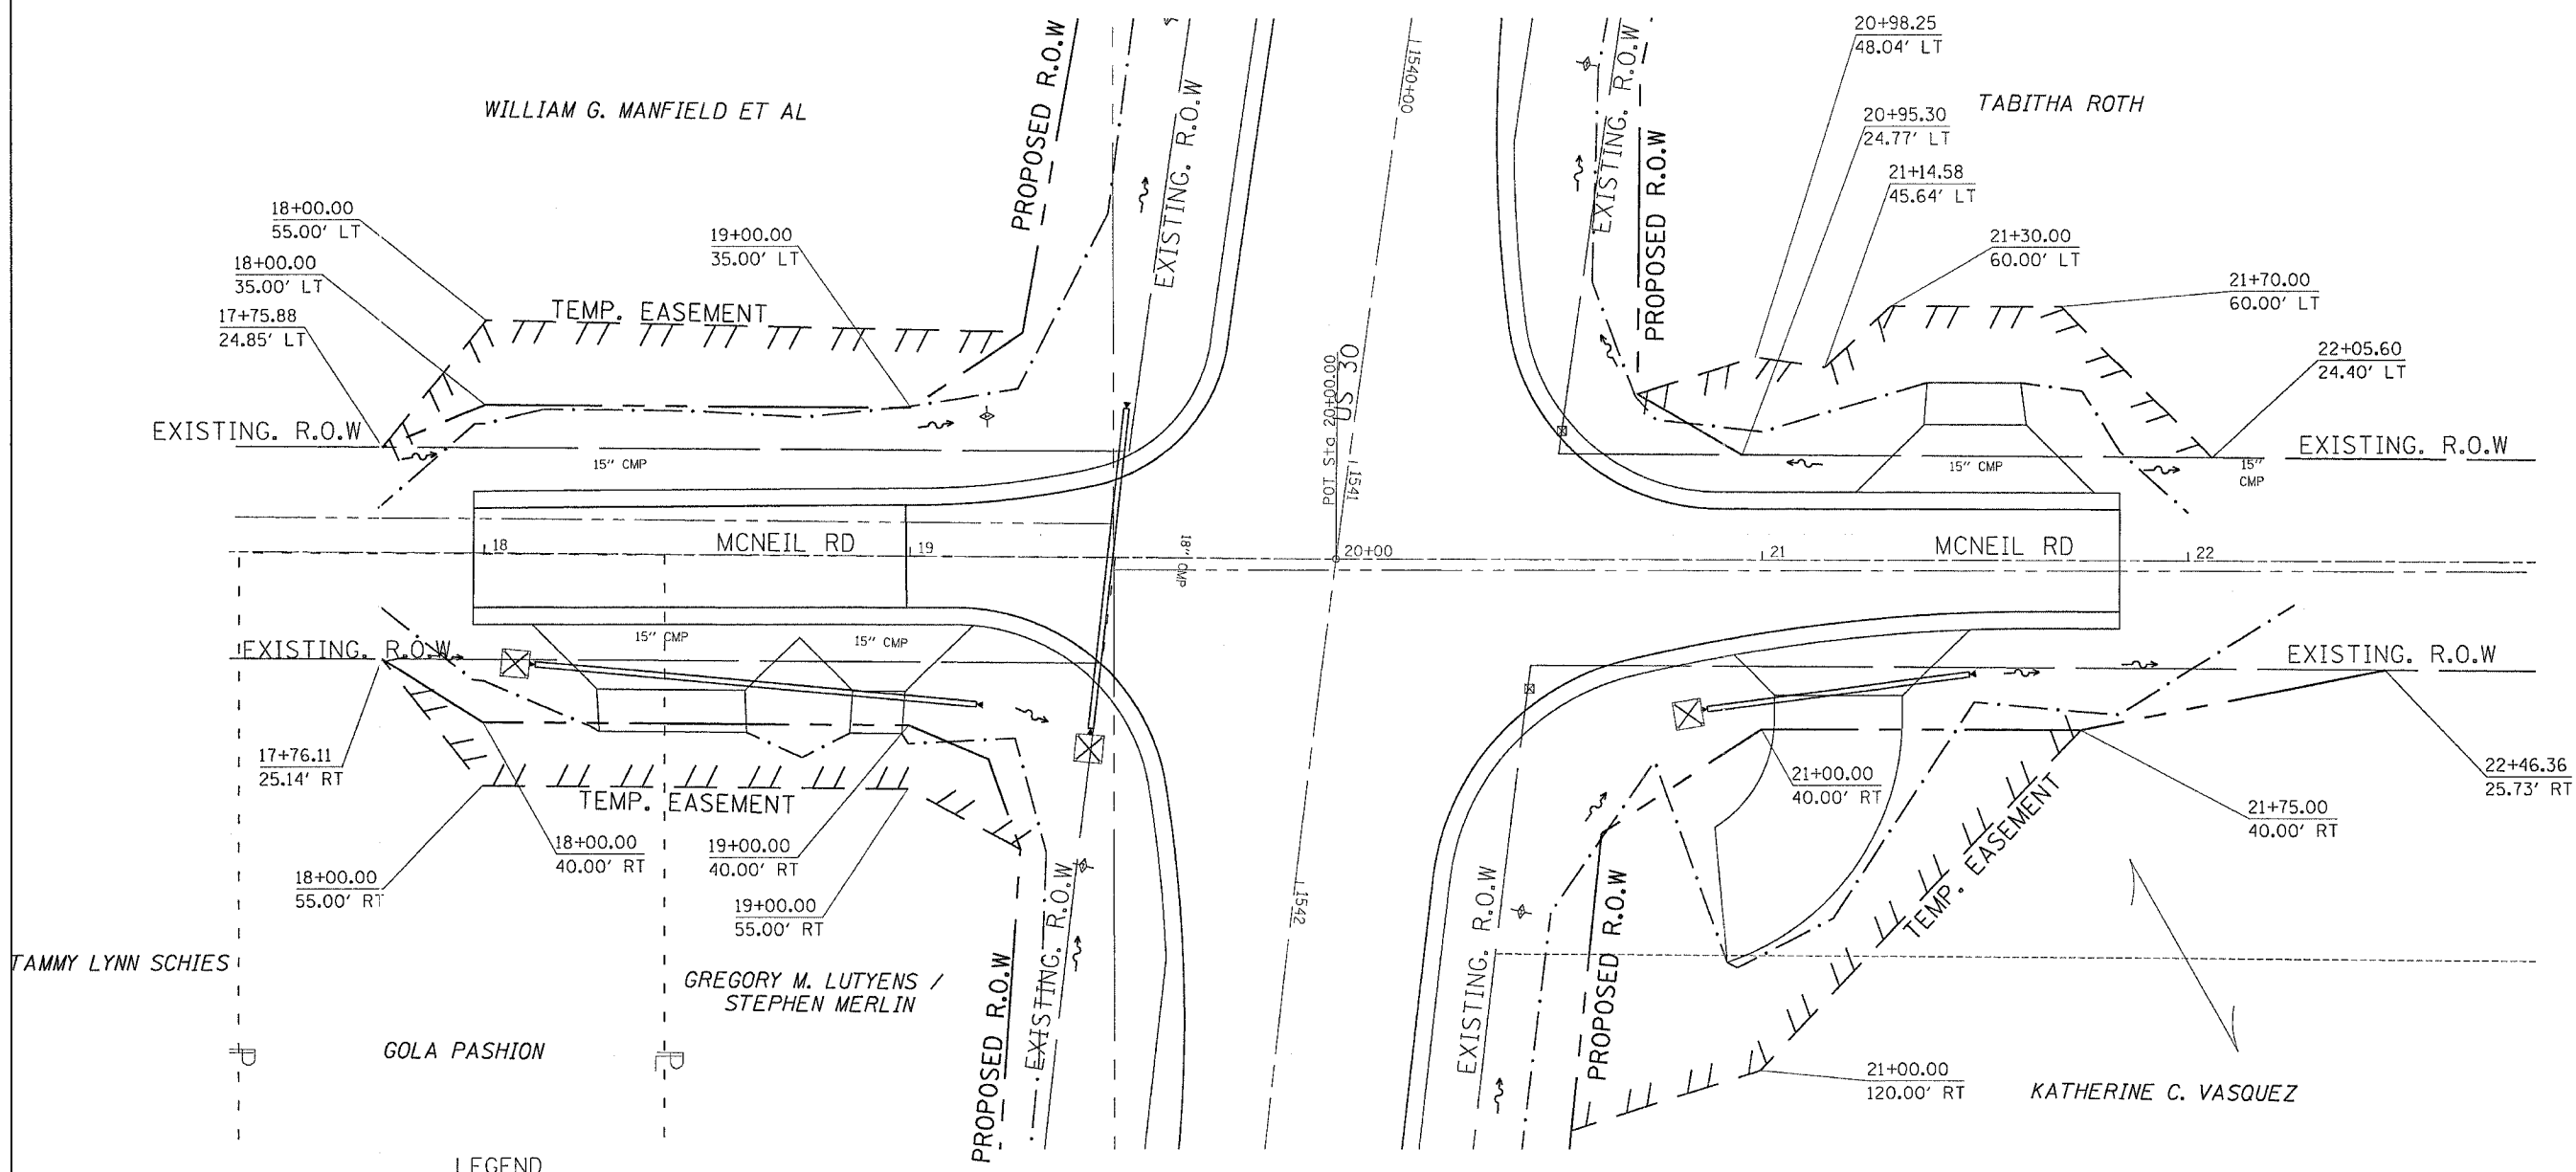 WILLIAM G. MANFIELD ET AL
PROPOSED R.O.W
EXISTING. R.O.W
1540+00
EXISTING. R.O.W
PROPOSED R.O.W
20+98.25
48.04' LT
TABITHA ROTH
20+95.30
24.77' LT
21+14.58
45.64' LT
21+30.00
60.00' LT
21+70.00
60.00' LT
22+05.60
24.40' LT
18+00.00
55.00' LT
18+00.00
35.00' LT
17+75.88
24.85' LT
19+00.00
35.00' LT
TEMP. EASEMENT
EXISTING. R.O.W
15" CMP
US 30
POT Sta 20+00.00
1541
15" CMP
15"
CMP
EXISTING. R.O.W
18
MCNEIL RD
19
18" CMP
20+00
21
MCNEIL RD
22
EXISTING. R.O.W
15" CMP
15" CMP
EXISTING. R.O.W
17+76.11
25.14' RT
TEMP. EASEMENT
18+00.00
40.00' RT
19+00.00
40.00' RT
18+00.00
55.00' RT
19+00.00
55.00' RT
21+00.00
40.00' RT
22+46.36
25.73' RT
21+75.00
40.00' RT
TEMP. EASEMENT
1542
EXISTING. R.O.W
PROPOSED R.O.W
EXISTING. R.O.W
PROPOSED R.O.W
TAMMY LYNN SCHIES
GREGORY M. LUTYENS /
STEPHEN MERLIN
GOLA PASHION
P
P
21+00.00
120.00' RT
KATHERINE C. VASQUEZ
LEGEND